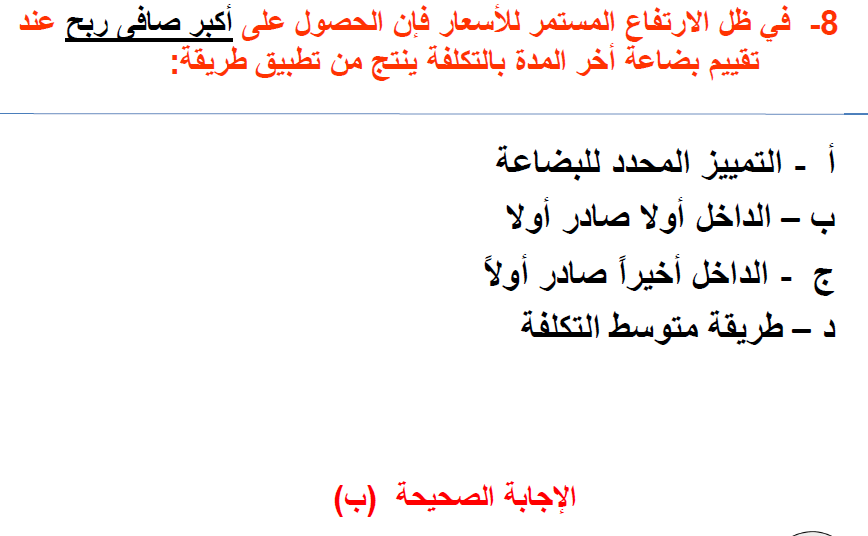 8- في ظل الارتفاع المستمر للأسعار فإن الحصول على أكبر صافى ربح عند
تقييم بضاعة أخر المدة بالتكلفة ينتج من تطبيق طريقة:
أ - التمييز المحدد للبضاعة
ب – الداخل أولا صادر أولا
ج - الداخل أخيراً صادر أولاً
د – طريقة متوسط التكلفة
الإجابة الصحيحة (ب)